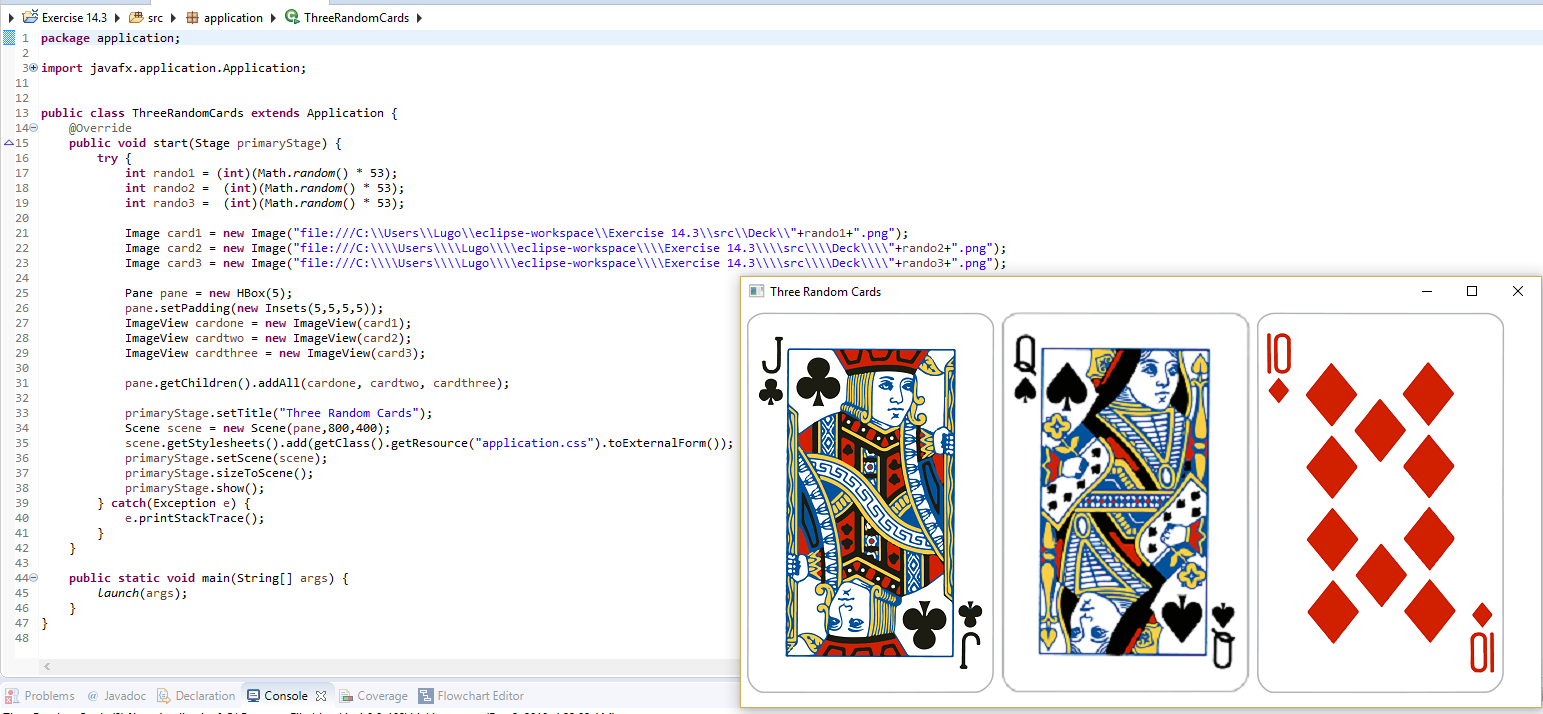 Exercise 14.3 src application ThreeRandomCards
1 package application;
2
3 import javafx.application.Application;
11
12
13 public class ThreeRandomCards extends Application {
14 @Override
15 public void start(Stage primaryStage) {
16 try {
17 int rando1 = (int)(Math.random() * 53);
18 int rando2 =  (int)(Math.random() * 53);
19 int rando3 =  (int)(Math.random() * 53);
20
21 Image card1 = new Image("file:///C:\\Users\\Lugo\\eclipse-workspace\\Exercise 14.3\\src\\Deck\\"+rando1+".png");
22 Image card2 = new Image("file:///C:\\\\Users\\\\Lugo\\\\eclipse-workspace\\\\Exercise 14.3\\\\src\\\\Deck\\\\"+rando2+".png");
23 Image card3 = new Image("file:///C:\\\\Users\\\\Lugo\\\\eclipse-workspace\\\\Exercise 14.3\\\\src\\\\Deck\\\\"+rando3+".png");
24
25 Pane pane = new HBox(5);
26 pane.setPadding(new Insets(5,5,5,5));
27 ImageView cardone = new ImageView(card1);
28 ImageView cardtwo = new ImageView(card2);
29 ImageView cardthree = new ImageView(card3);
30
31 pane.getChildren().addAll(cardone, cardtwo, cardthree);
32
33 primaryStage.setTitle("Three Random Cards");
34 Scene scene = new Scene(pane,800,400);
35 scene.getStylesheets().add(getClass().getResource("application.css").toExternalForm());
36 primaryStage.setScene(scene);
37 primaryStage.sizeToScene();
38 primaryStage.show();
39 } catch(Exception e) {
40 e.printStackTrace();
41 }
42 }
43
44 public static void main(String[] args) {
45 launch(args);
46 }
47 }
48
Three Random Cards
J
Q
10
J
Q
10
Problems @ Javadoc Declaration Console Coverage Flowchart Editor